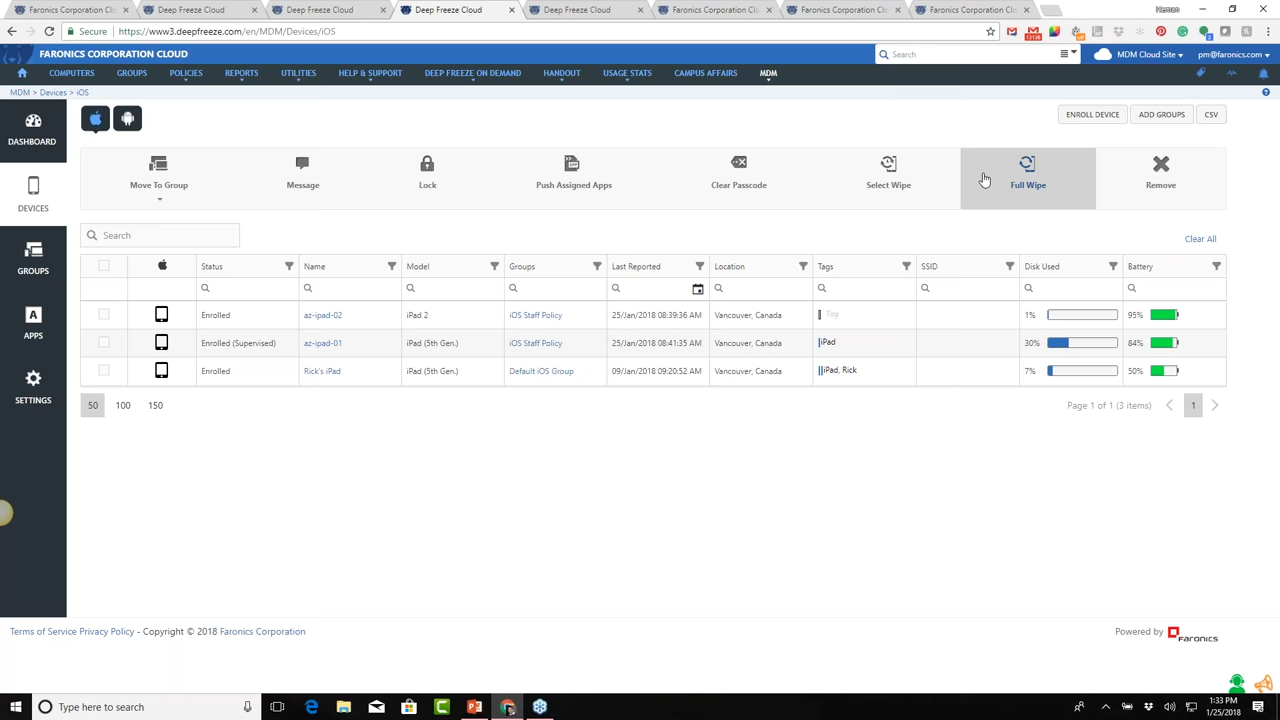 Faronics Corporation Clo
Deep Freeze Cloud
Deep Freeze Cloud
Deep Freeze Cloud
Deep Freeze Cloud
Faronics Corporation Clo
Faronics Corporation Clo
Faronics Corporation Clo
Secure https://www3.deepfreeze.com/en/MDM/Devices/iOS
FARONICS CORPORATION CLOUD
Search
MDM Cloud Site
pm@faronics.com
COMPUTERS GROUPS POLICIES REPORTS UTILITIES HELP & SUPPORT DEEP FREEZE ON DEMAND HANDOUT USAGE STATS CAMPUS AFFAIRS MDM
MDM > Devices > iOS
DASHBOARD
DEVICES
GROUPS
APPS
SETTINGS
ENROLL DEVICE ADD GROUPS CSV
Move To Group Message Lock Push Assigned Apps Clear Passcode Select Wipe Full Wipe Remove
Search
Clear All
Status Name Model Groups Last Reported Location Tags SSID Disk Used Battery
Enrolled az-ipad-02 iPad 2 iOS Staff Policy 25/Jan/2018 08:39:36 AM Vancouver, Canada Tag 1% 95%
Enrolled (Supervised) az-ipad-01 iPad (5th Gen.) iOS Staff Policy 25/Jan/2018 08:41:35 AM Vancouver, Canada iPad 30% 84%
Enrolled Rick's iPad iPad (5th Gen.) Default iOS Group 09/Jan/2018 09:20:52 AM Vancouver, Canada iPad, Rick 7% 50%
50 100 150
Page 1 of 1 (3 items) 1
Terms of Service Privacy Policy - Copyright © 2018 Faronics Corporation
Powered by Faronics
Type here to search
1:33 PM
1/25/2018